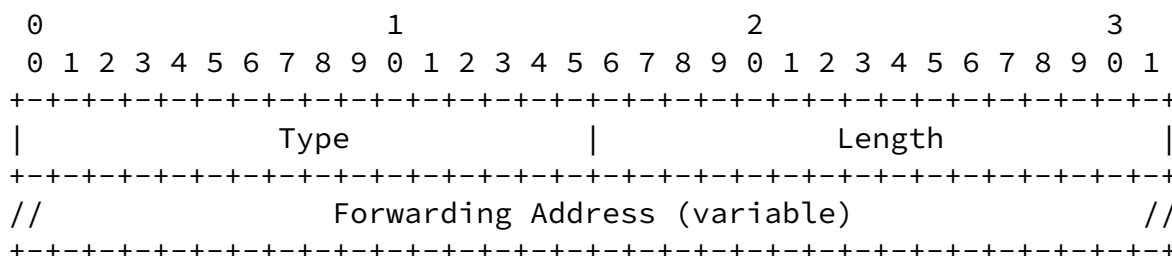 0                   1                   2                   3
 0 1 2 3 4 5 6 7 8 9 0 1 2 3 4 5 6 7 8 9 0 1 2 3 4 5 6 7 8 9 0 1
+-+-+-+-+-+-+-+-+-+-+-+-+-+-+-+-+-+-+-+-+-+-+-+-+-+-+-+-+-+-+-+-+
|              Type             |             Length            |
+-+-+-+-+-+-+-+-+-+-+-+-+-+-+-+-+-+-+-+-+-+-+-+-+-+-+-+-+-+-+-+-+
//                Forwarding Address (variable)                //
+-+-+-+-+-+-+-+-+-+-+-+-+-+-+-+-+-+-+-+-+-+-+-+-+-+-+-+-+-+-+-+-+